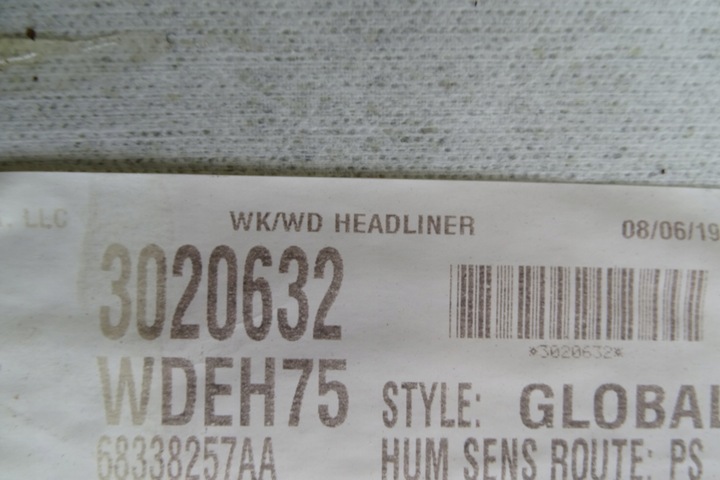 LLC WK/WD HEADLINER 08/06/19
3020632
*3020632*
WDEH75 STYLE: GLOBAL
68338257AA HUM SENS ROUTE: PS